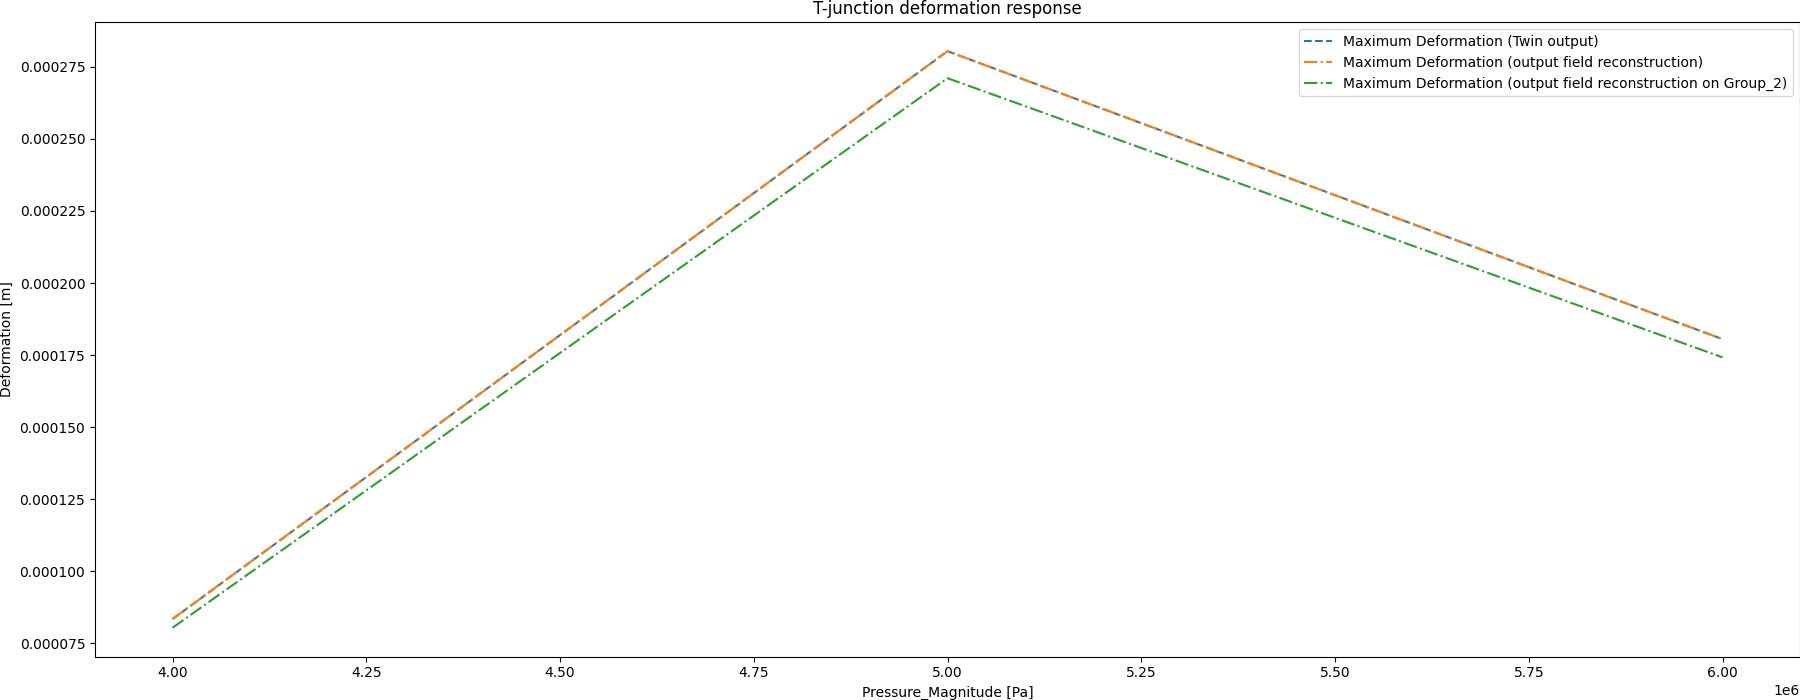 T-junction deformation response
Maximum Deformation (Twin output)
Maximum Deformation (output field reconstruction)
Maximum Deformation (output field reconstruction on Group_2)
Deformation [m]
0.000275
0.000250
0.000225
0.000200
0.000175
0.000150
0.000125
0.000100
0.000075
4.00 4.25 4.50 4.75 5.00 5.25 5.50 5.75 6.00
1e6
Pressure_Magnitude [Pa]